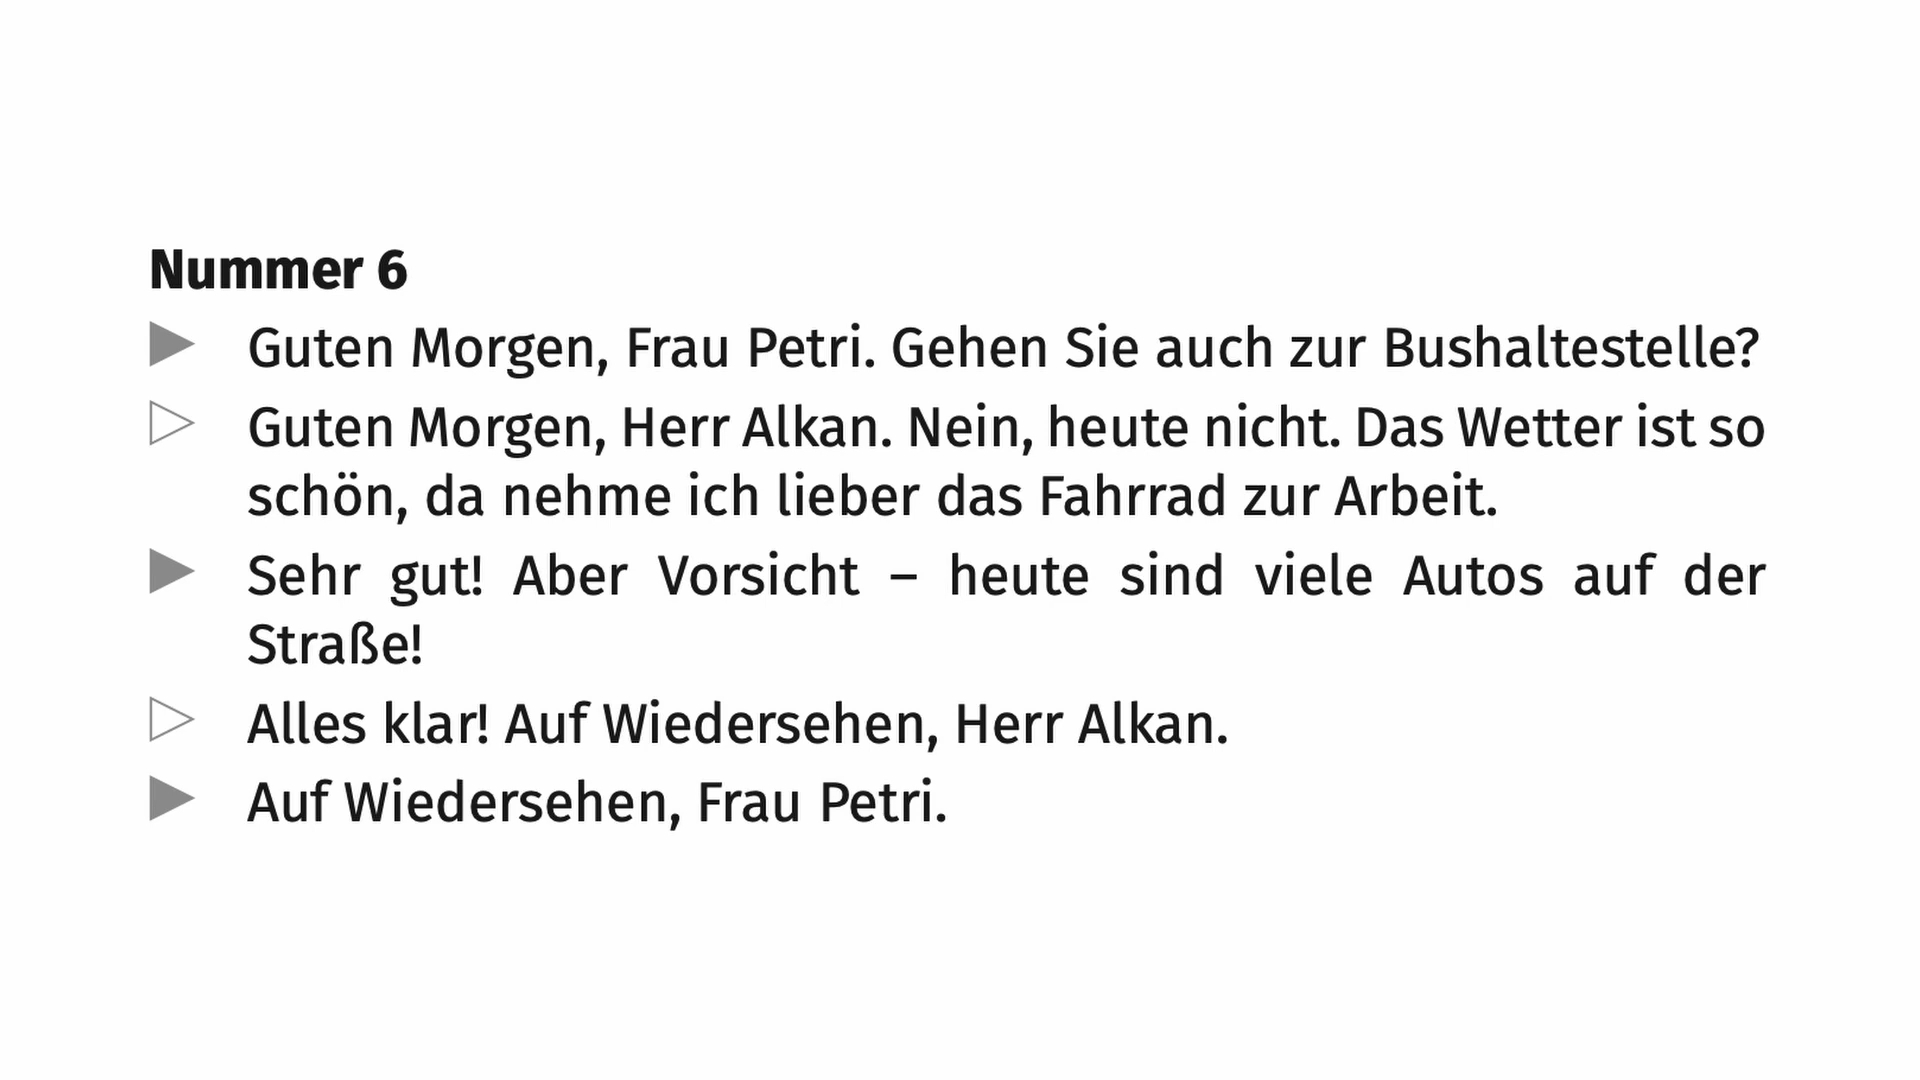 Nummer 6
▶ Guten Morgen, Frau Petri. Gehen Sie auch zur Bushaltestelle?
▷ Guten Morgen, Herr Alkan. Nein, heute nicht. Das Wetter ist so
schön, da nehme ich lieber das Fahrrad zur Arbeit.
▶ Sehr gut! Aber Vorsicht – heute sind viele Autos auf der
Straße!
▷ Alles klar! Auf Wiedersehen, Herr Alkan.
▶ Auf Wiedersehen, Frau Petri.